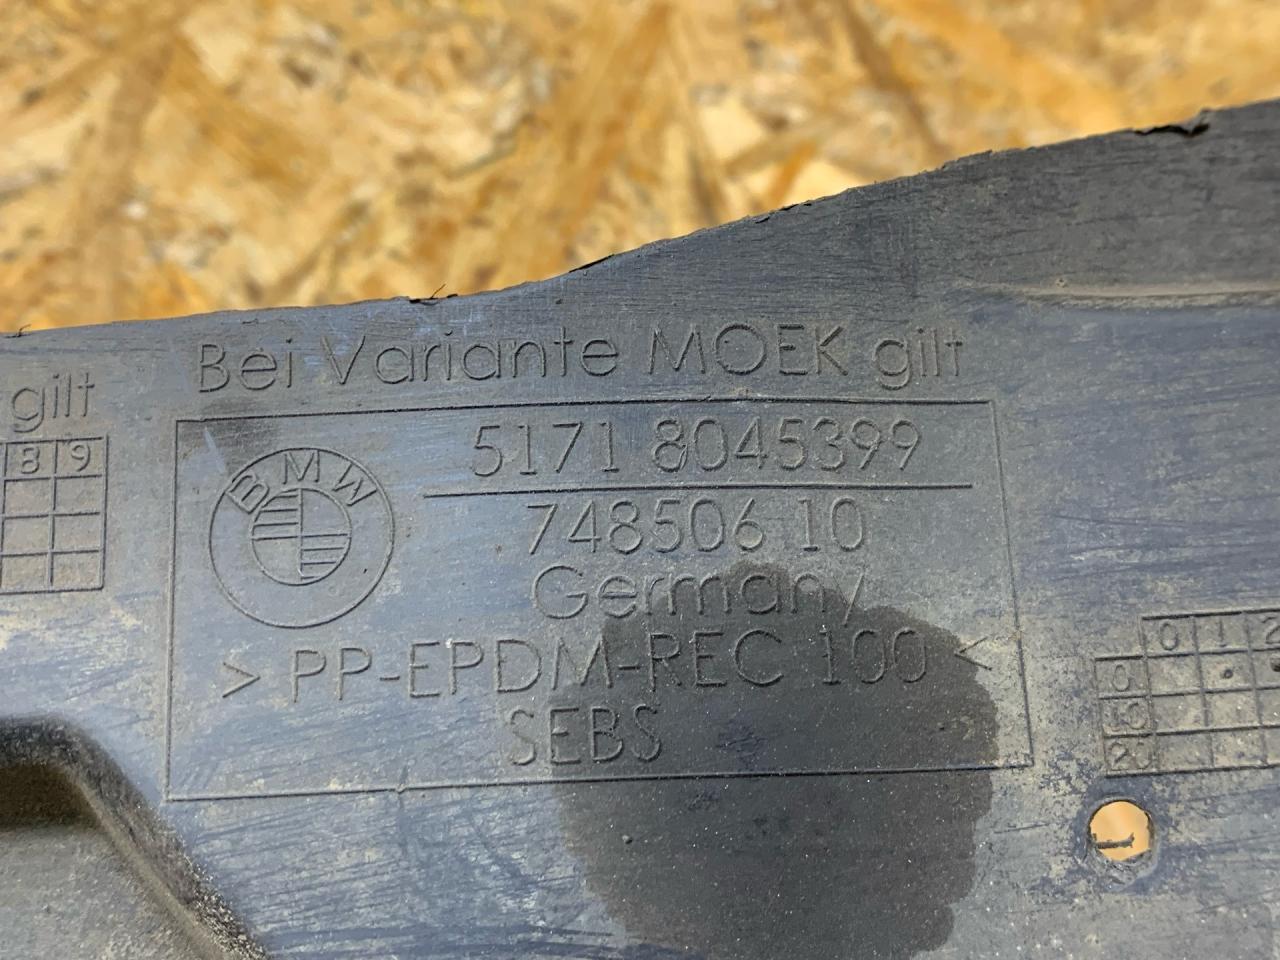 Bei Variante MOEK gilt
gilt
8 9
BMW
5171 8045399
748506 10
Germany
> PP-EPDM-REC 100 <
SEBS
0 1 2
0
10
20